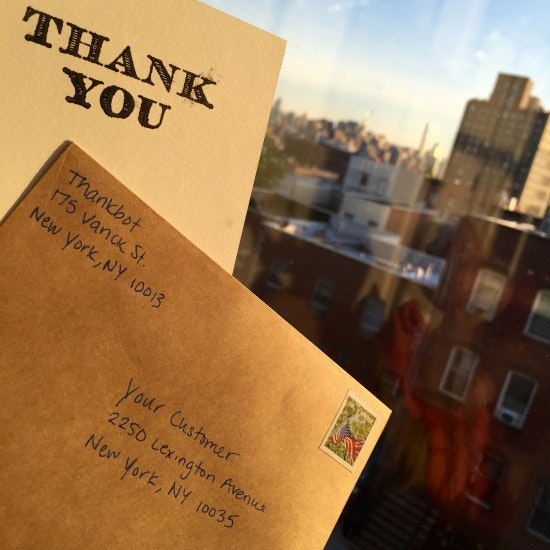 THANK
YOU
Thankbot
175 Varick St.
New York, NY 10013
Your Customer
2250 Lexington Avenue
New York, NY 10035